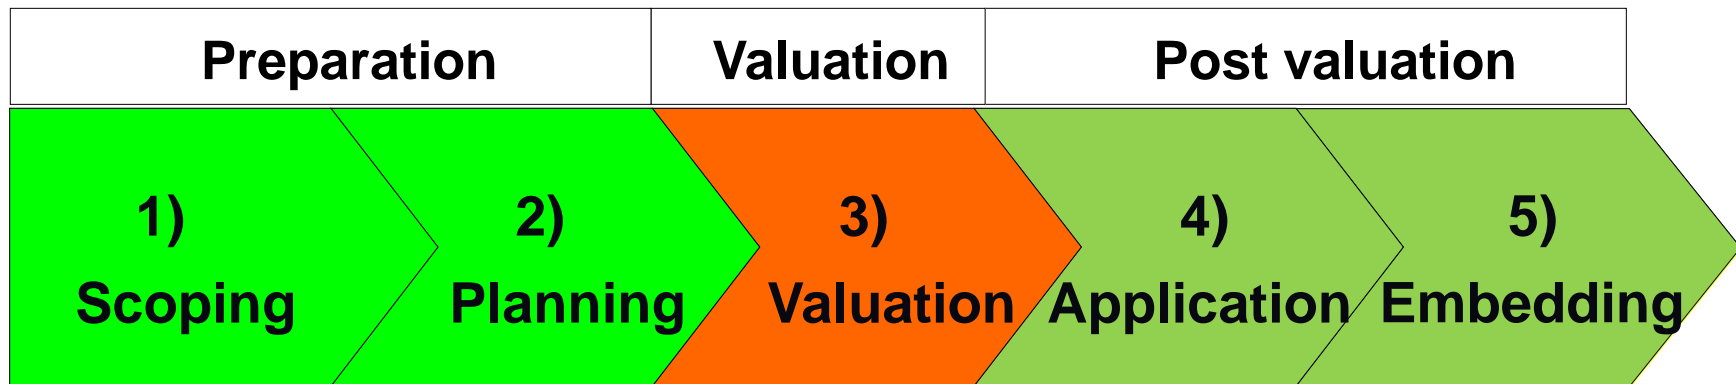 Preparation
Valuation
Post valuation
1)
Scoping
2)
Planning
3)
Valuation
4)
Application
5)
Embedding